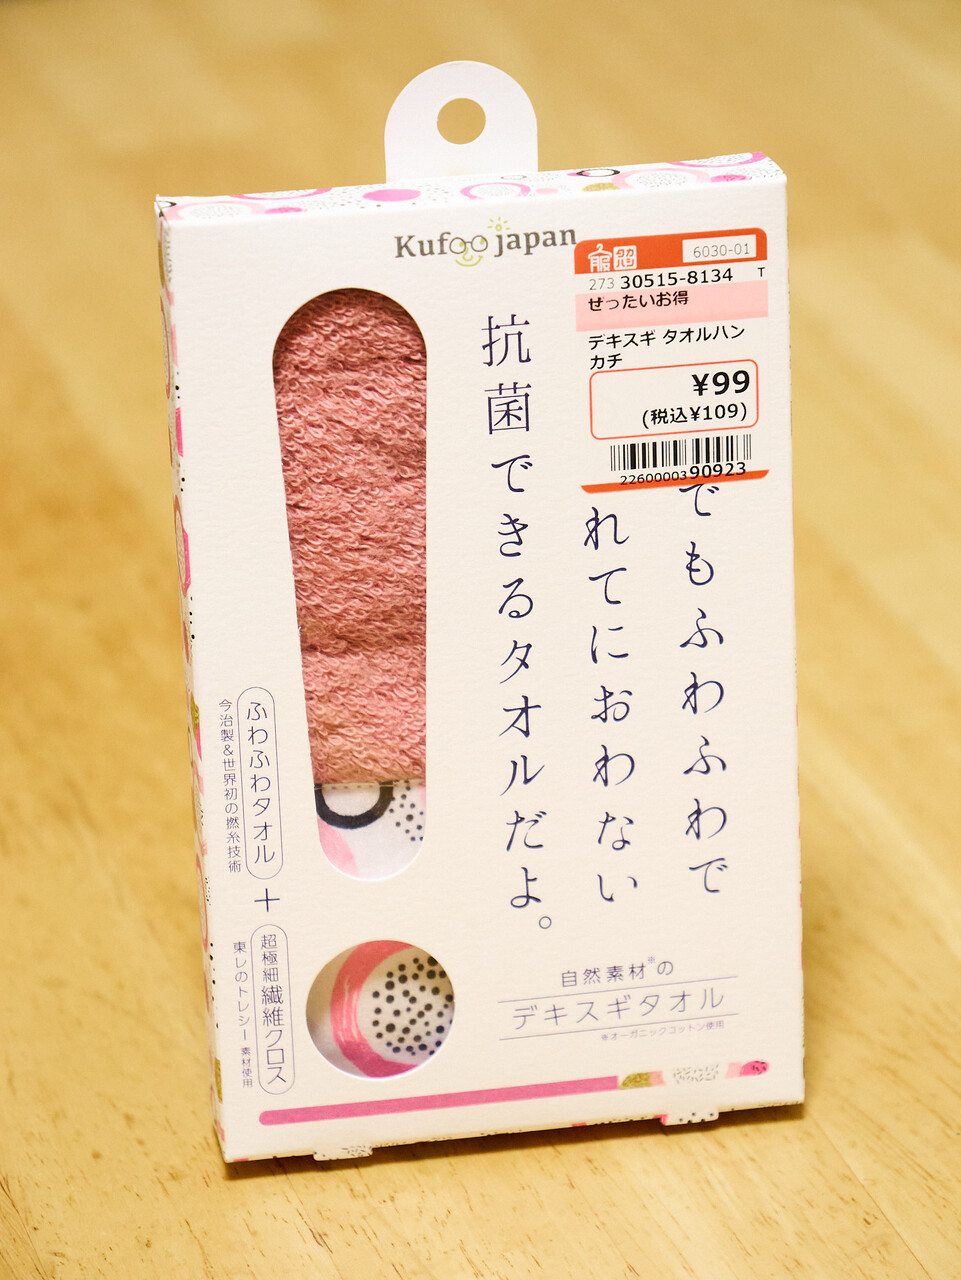 Kufoo japan
服 タカハシ
6030-01
273 30515-8134 T
ぜったいお得
デキスギ タオルハン
カチ
¥99
(税込¥109)
2260000390923
でもふわふわで
れてにおわない
抗菌できるタオルだよ。
ふわふわタオル
今治製&世界初の撚糸技術
+
超極細繊維クロス
東レのトレシー 素材使用
自然素材※の
デキスギタオル
※オーガニックコットン使用